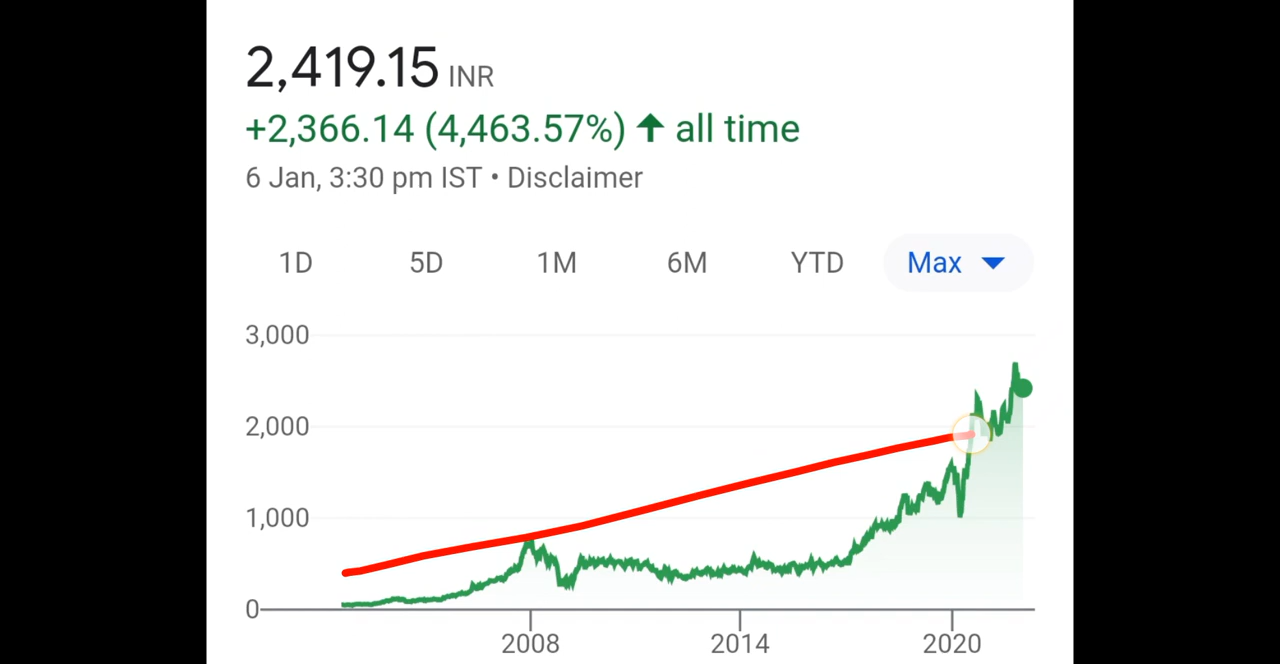 2,419.15 INR
+2,366.14 (4,463.57%) ↑ all time
6 Jan, 3:30 pm IST • Disclaimer
1D 5D 1M 6M YTD Max
3,000
2,000
1,000
0
2008 2014 2020